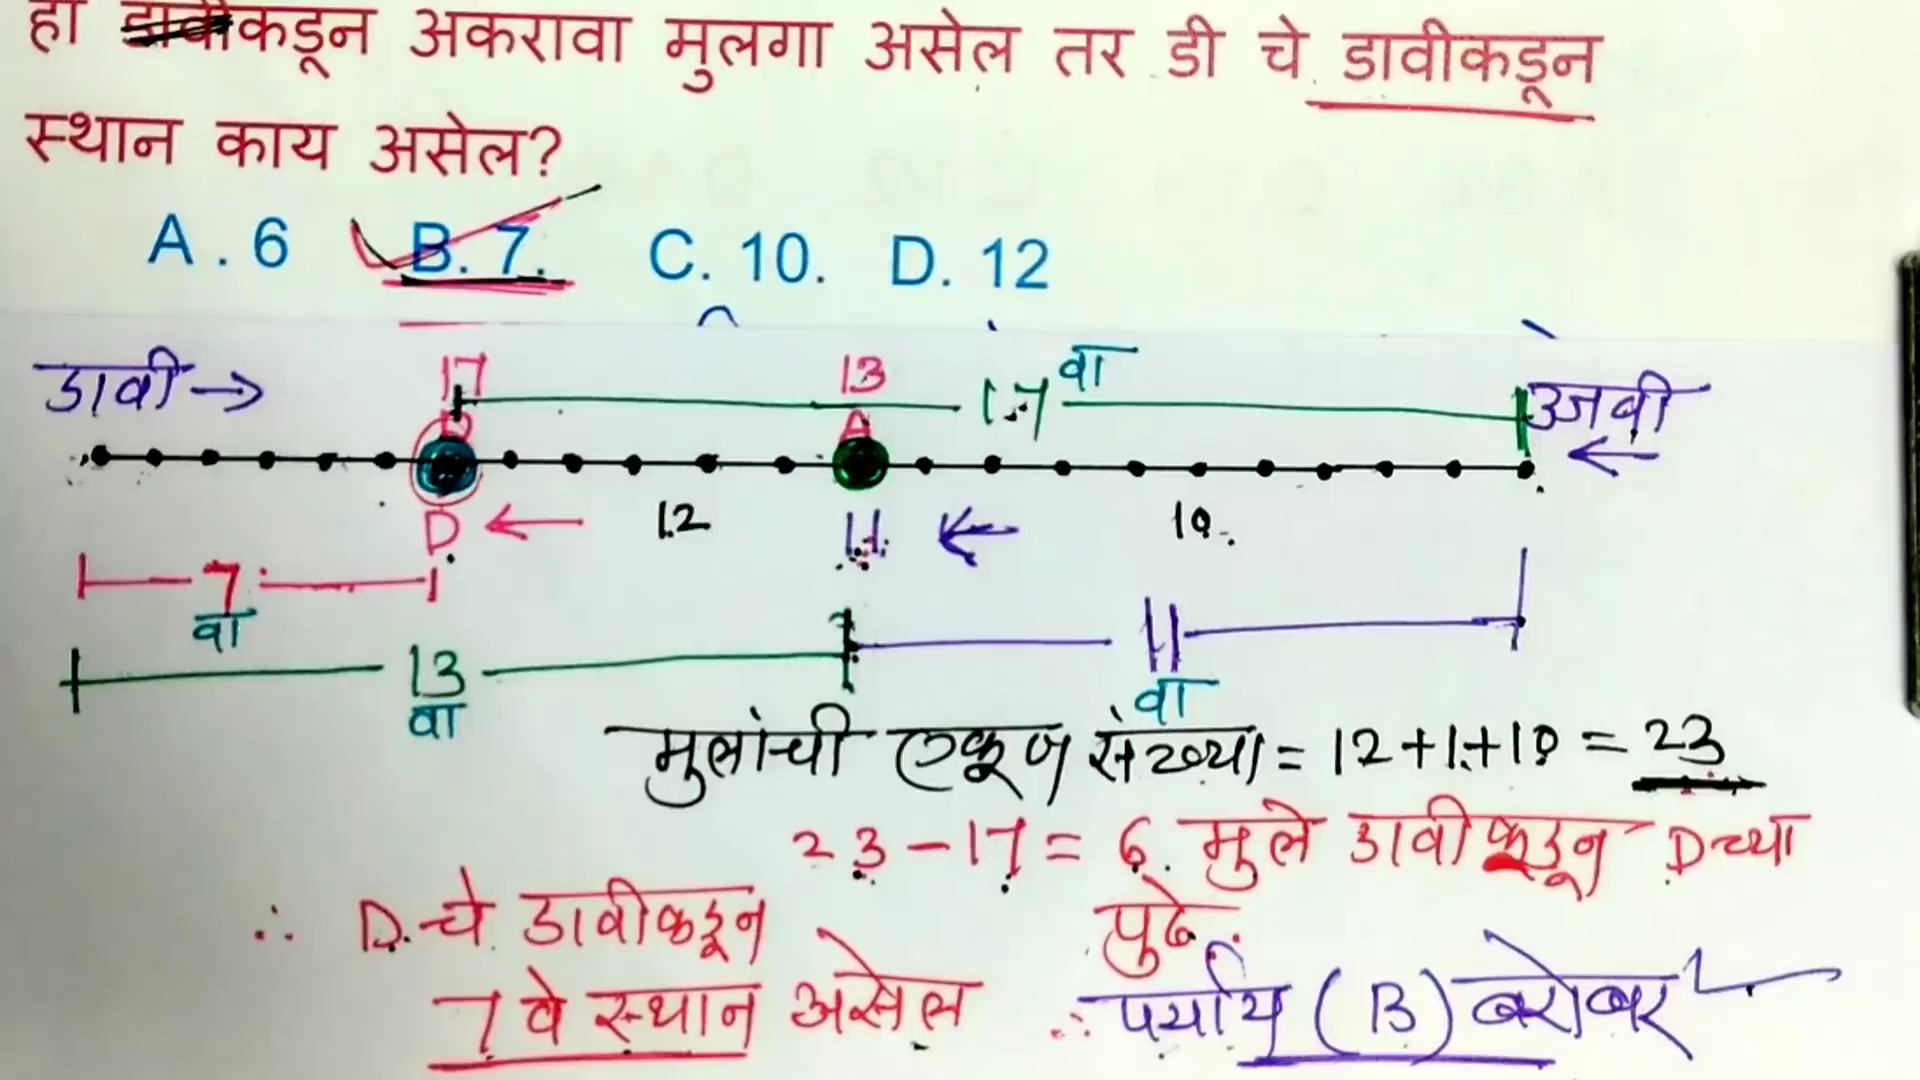 हा डावीकडून अकरावा मुलगा असेल तर डी चे डावीकडून
स्थान काय असेल?
A . 6 B. 7. C. 10. D. 12
डावी → 17 13 17 वा उजवी
D A ←
D ← 12 11 ← 10
7
वा
13
वा
11
वा
मुलांची एकूण संख्या = 12+1+10 = 23
23 - 17 = 6 मुले डावीकडून D च्या
पुढे.
∴ D चे डावीकडून
7 वे स्थान असेल ∴ पर्याय (B) बरोबर